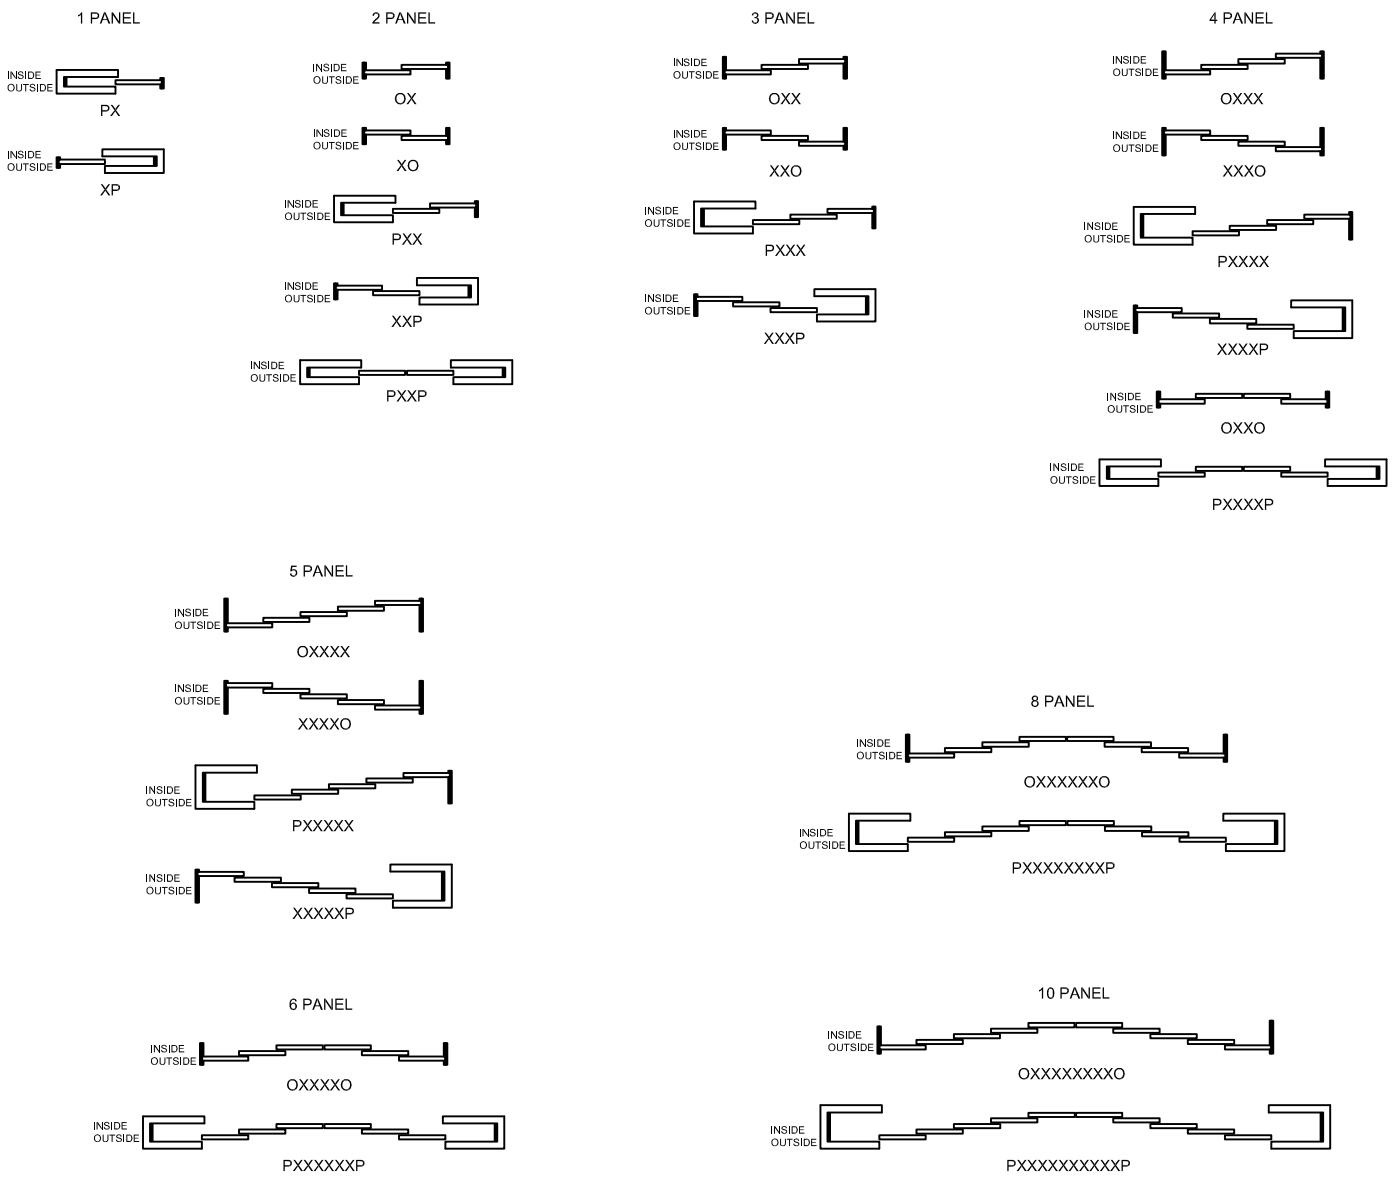 1 PANEL
INSIDE
OUTSIDE
PX
INSIDE
OUTSIDE
XP
2 PANEL
INSIDE
OUTSIDE
OX
INSIDE
OUTSIDE
XO
INSIDE
OUTSIDE
PXX
INSIDE
OUTSIDE
XXP
INSIDE
OUTSIDE
PXXP
3 PANEL
INSIDE
OUTSIDE
OXX
INSIDE
OUTSIDE
XXO
INSIDE
OUTSIDE
PXXX
INSIDE
OUTSIDE
XXXP
4 PANEL
INSIDE
OUTSIDE
OXXX
INSIDE
OUTSIDE
XXXO
INSIDE
OUTSIDE
PXXXX
INSIDE
OUTSIDE
XXXXP
INSIDE
OUTSIDE
OXXO
INSIDE
OUTSIDE
PXXXXP
5 PANEL
INSIDE
OUTSIDE
OXXXX
INSIDE
OUTSIDE
XXXXO
INSIDE
OUTSIDE
PXXXXX
INSIDE
OUTSIDE
XXXXXP
8 PANEL
INSIDE
OUTSIDE
OXXXXXXO
INSIDE
OUTSIDE
PXXXXXXXXP
6 PANEL
INSIDE
OUTSIDE
OXXXXO
INSIDE
OUTSIDE
PXXXXXXP
10 PANEL
INSIDE
OUTSIDE
OXXXXXXXXO
INSIDE
OUTSIDE
PXXXXXXXXXXP